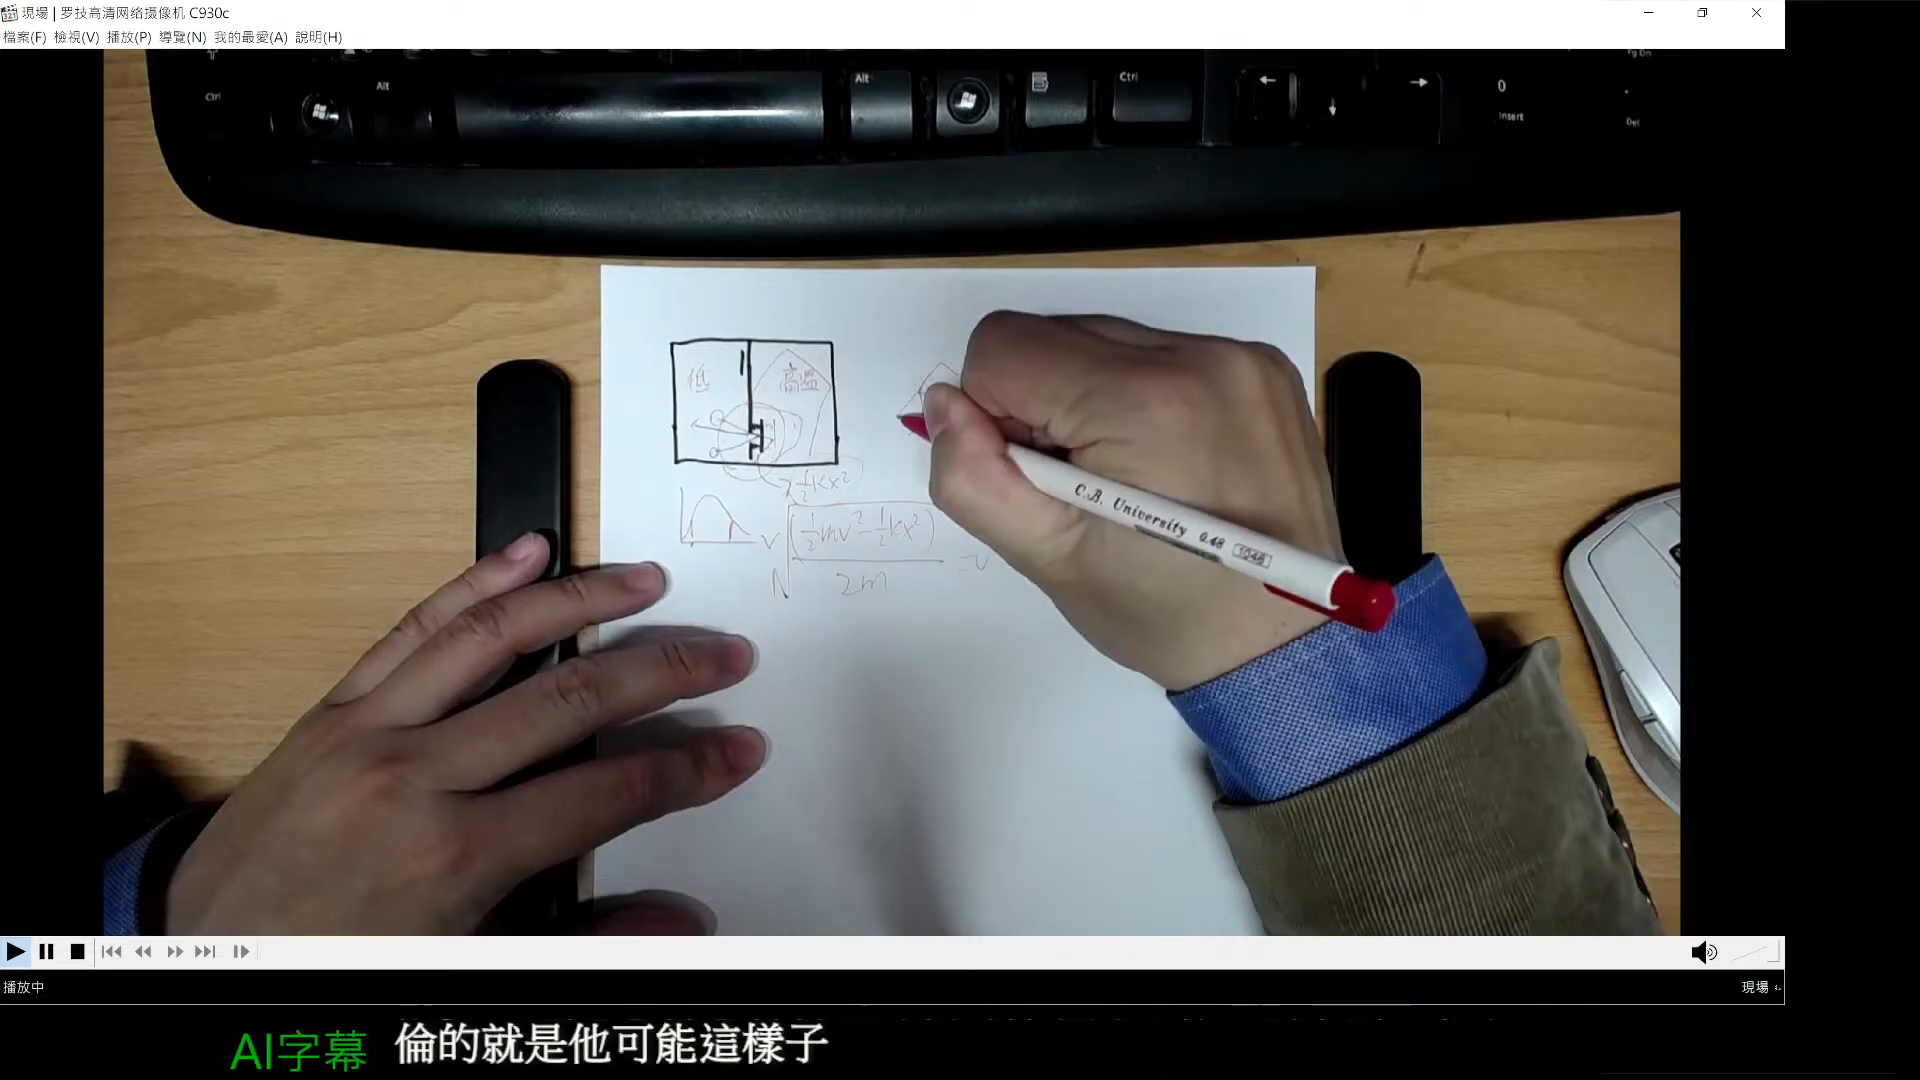 現場 | 罗技高清网络摄像机 C930c
檔案(F) 檢視(V) 播放(P) 導覽(N) 我的最愛(A) 說明(H)
Pg Dn
Ctrl
Alt
Alt
Ctrl
0
Insert
.
Del
低
高溫
½kx²
V
(½mv²-½kx²)
2m
=v
C.B. University 0.48 1046
播放中
現場
AI字幕 倫的就是他可能這樣子